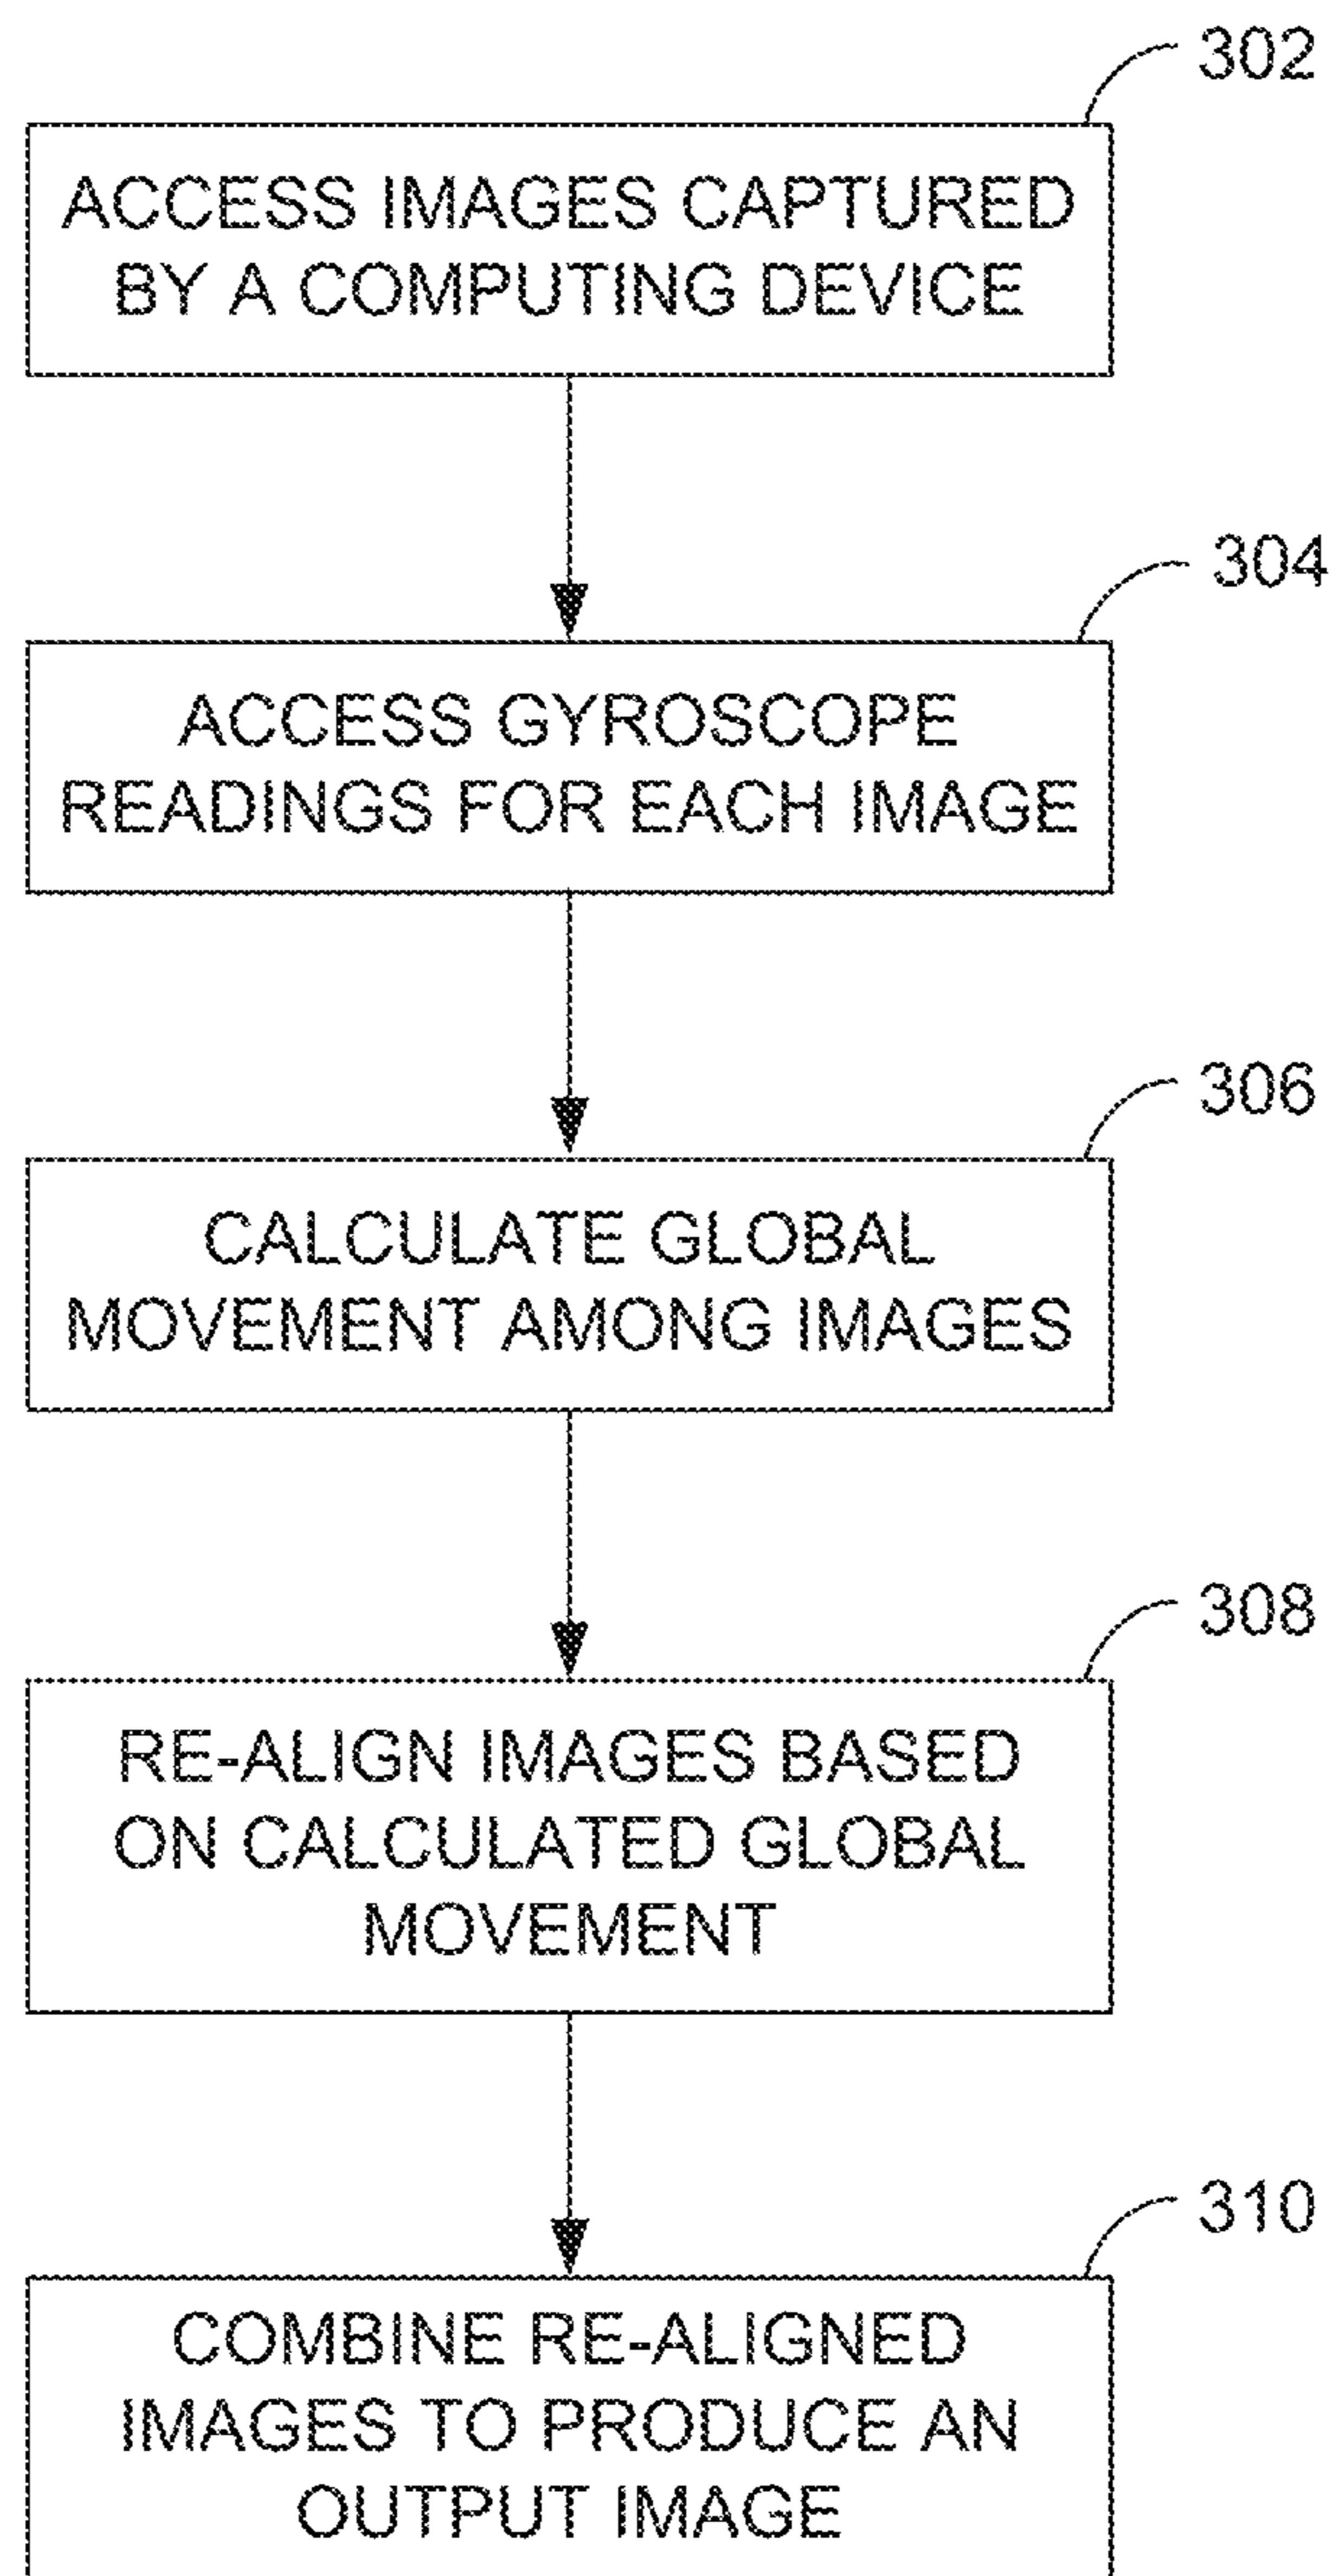 302
ACCESS IMAGES CAPTURED
BY A COMPUTING DEVICE
304
ACCESS GYROSCOPE
READINGS FOR EACH IMAGE
306
CALCULATE GLOBAL
MOVEMENT AMONG IMAGES
308
RE-ALIGN IMAGES BASED
ON CALCULATED GLOBAL
MOVEMENT
310
COMBINE RE-ALIGNED
IMAGES TO PRODUCE AN
OUTPUT IMAGE